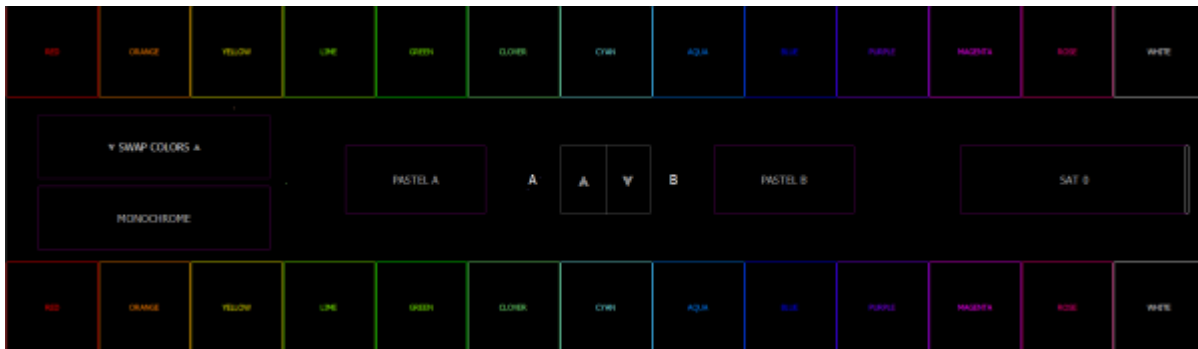 RED ORANGE YELLOW LIME GREEN CLOVER CYAN AQUA BLUE PURPLE MAGENTA ROSE WHITE
▼ SWAP COLORS ▲
PASTEL A A ▲ ▼ B PASTEL B SAT 0
MONOCHROME
RED ORANGE YELLOW LIME GREEN CLOVER CYAN AQUA BLUE PURPLE MAGENTA ROSE WHITE